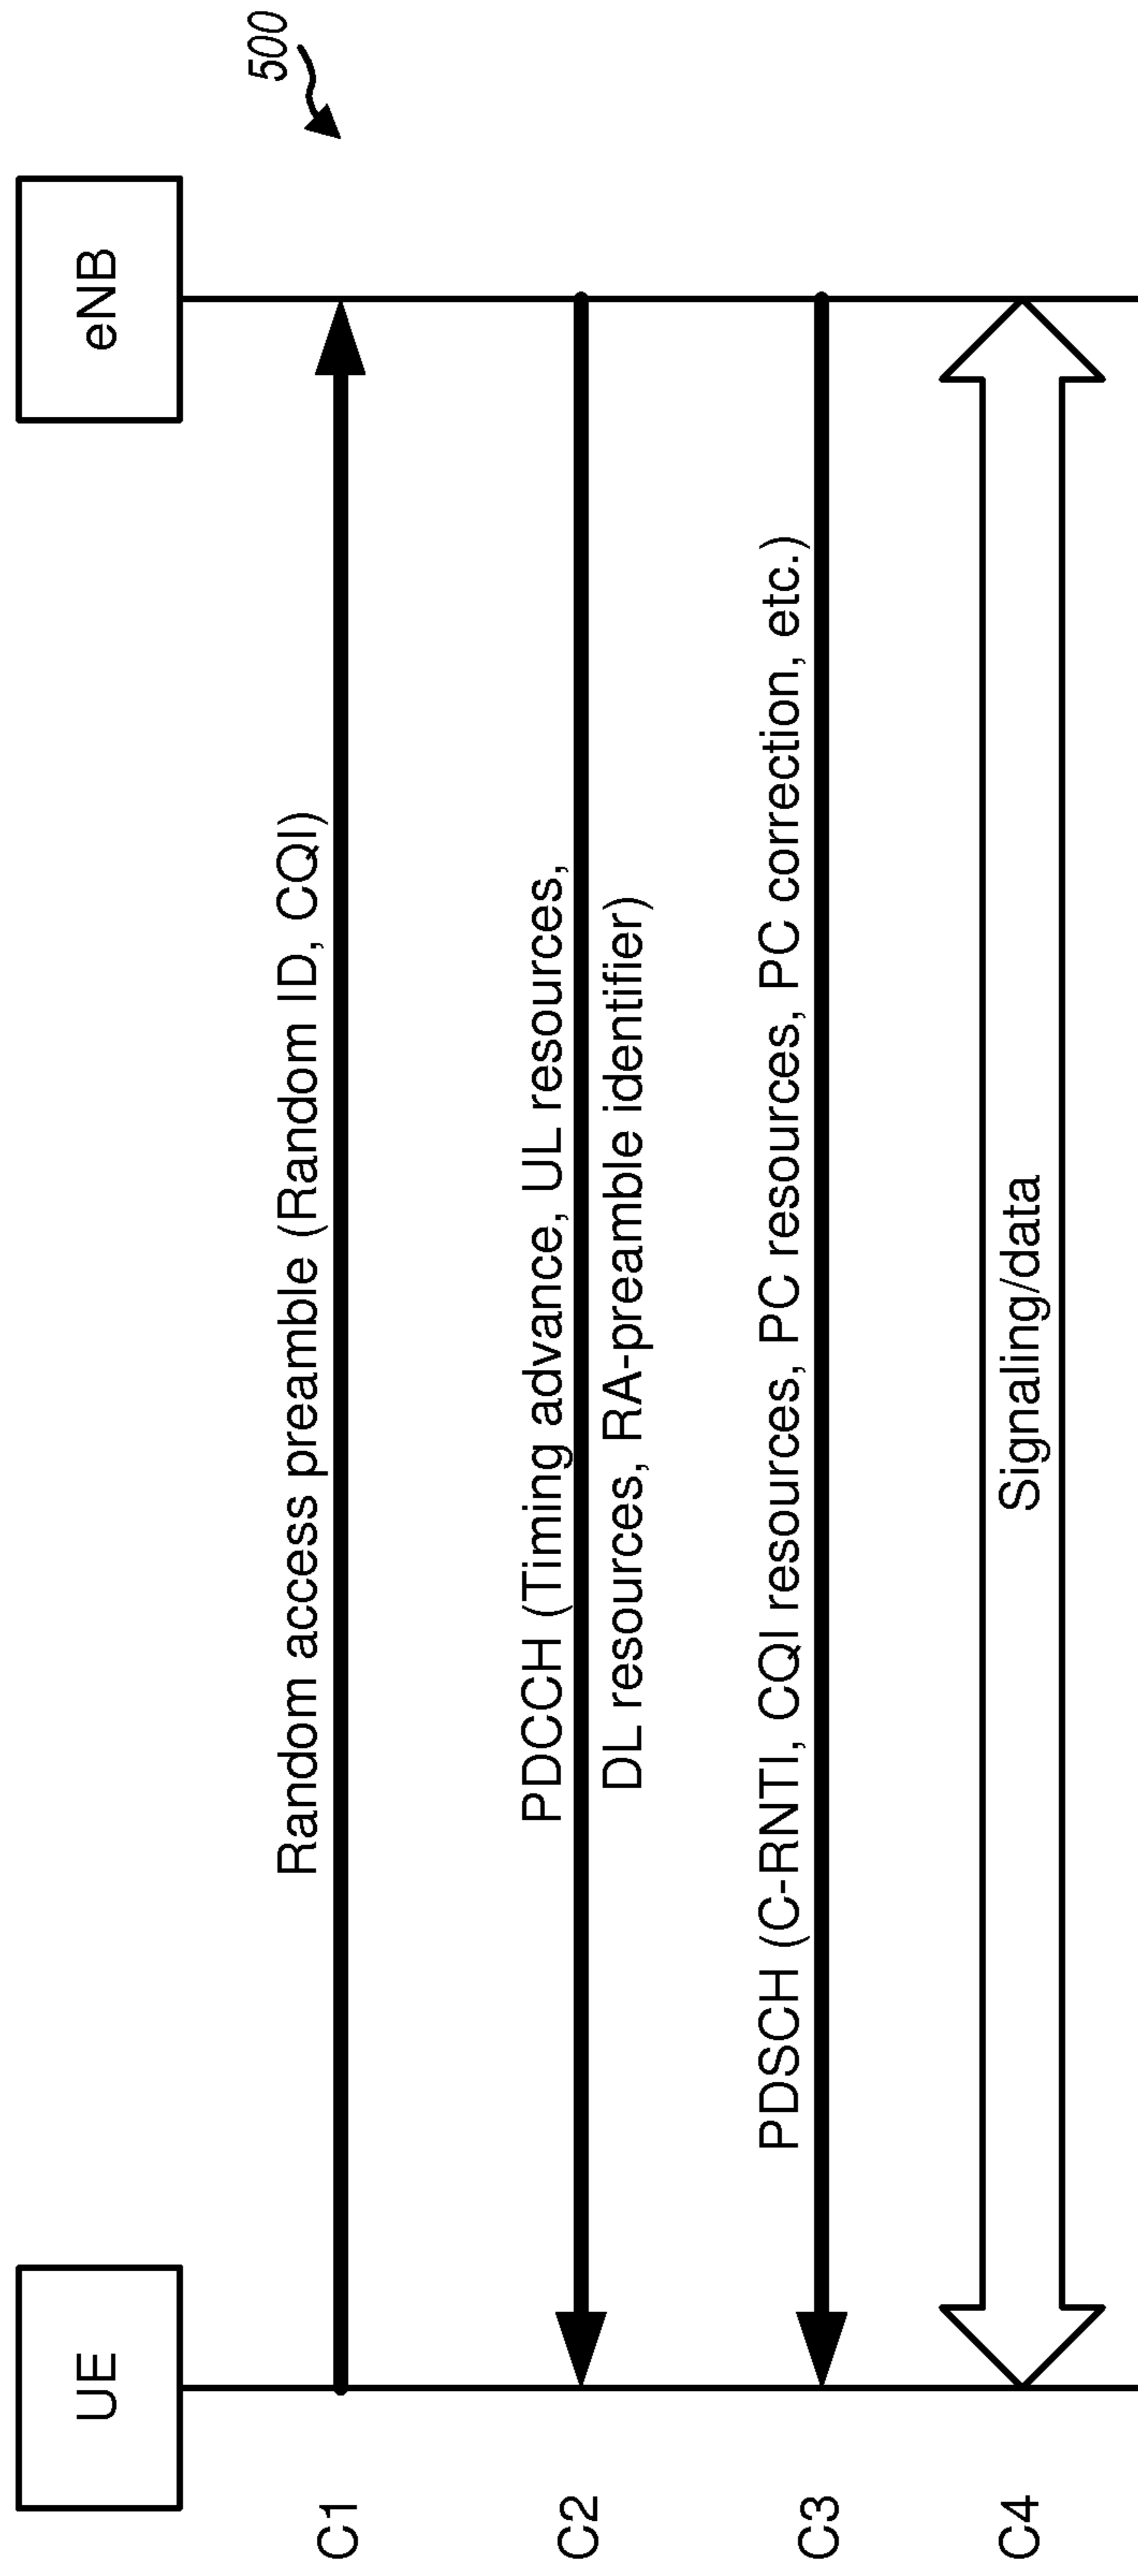 500
UE
eNB
C1
Random access preamble (Random ID, CQI)
C2
PDCCH (Timing advance, UL resources,
DL resources, RA-preamble identifier)
C3
PDSCH (C-RNTI, CQI resources, PC resources, PC correction, etc.)
C4
Signaling/data